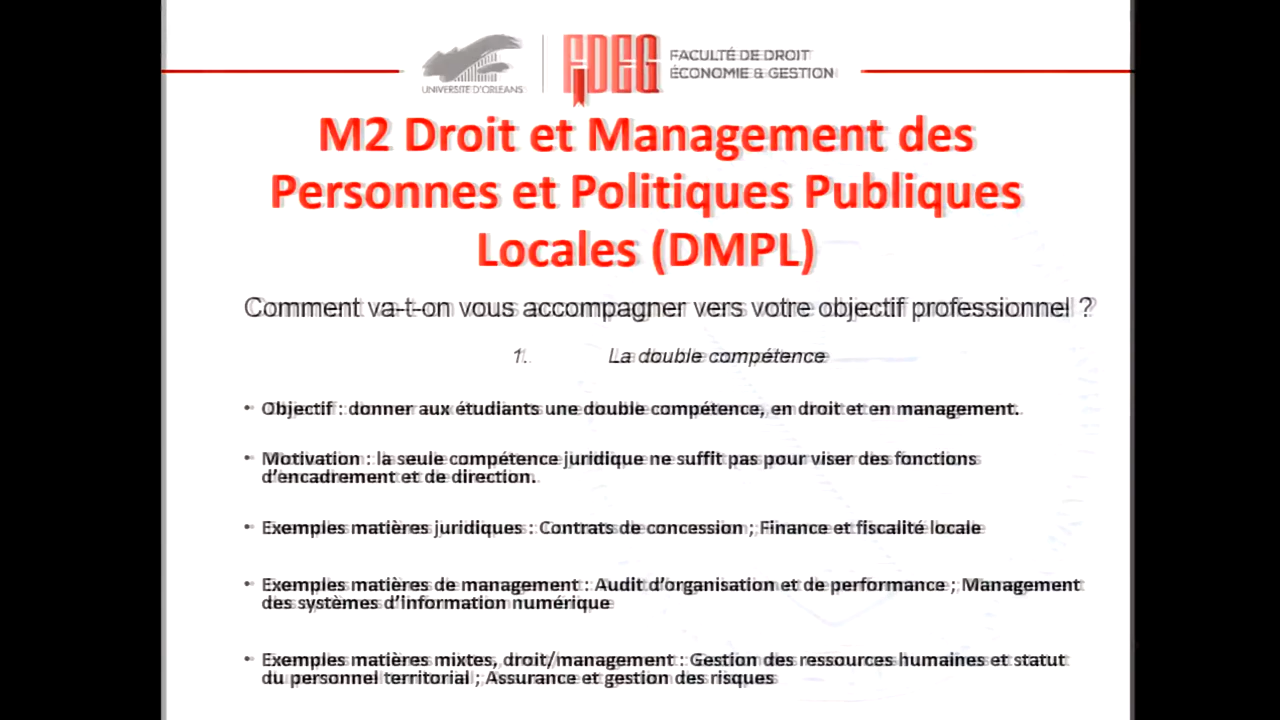 UNIVERSITÉ D'ORLÉANS
FDEG
FACULTÉ DE DROIT
ÉCONOMIE & GESTION
M2 Droit et Management des
Personnes et Politiques Publiques
Locales (DMPL)
Comment va-t-on vous accompagner vers votre objectif professionnel ?
1. La double compétence
• Objectif : donner aux étudiants une double compétence, en droit et en management.
• Motivation : la seule compétence juridique ne suffit pas pour viser des fonctions
d'encadrement et de direction.
• Exemples matières juridiques : Contrats de concession ; Finance et fiscalité locale
• Exemples matières de management : Audit d'organisation et de performance ; Management
des systèmes d'information numérique
• Exemples matières mixtes, droit/management : Gestion des ressources humaines et statut
du personnel territorial ; Assurance et gestion des risques